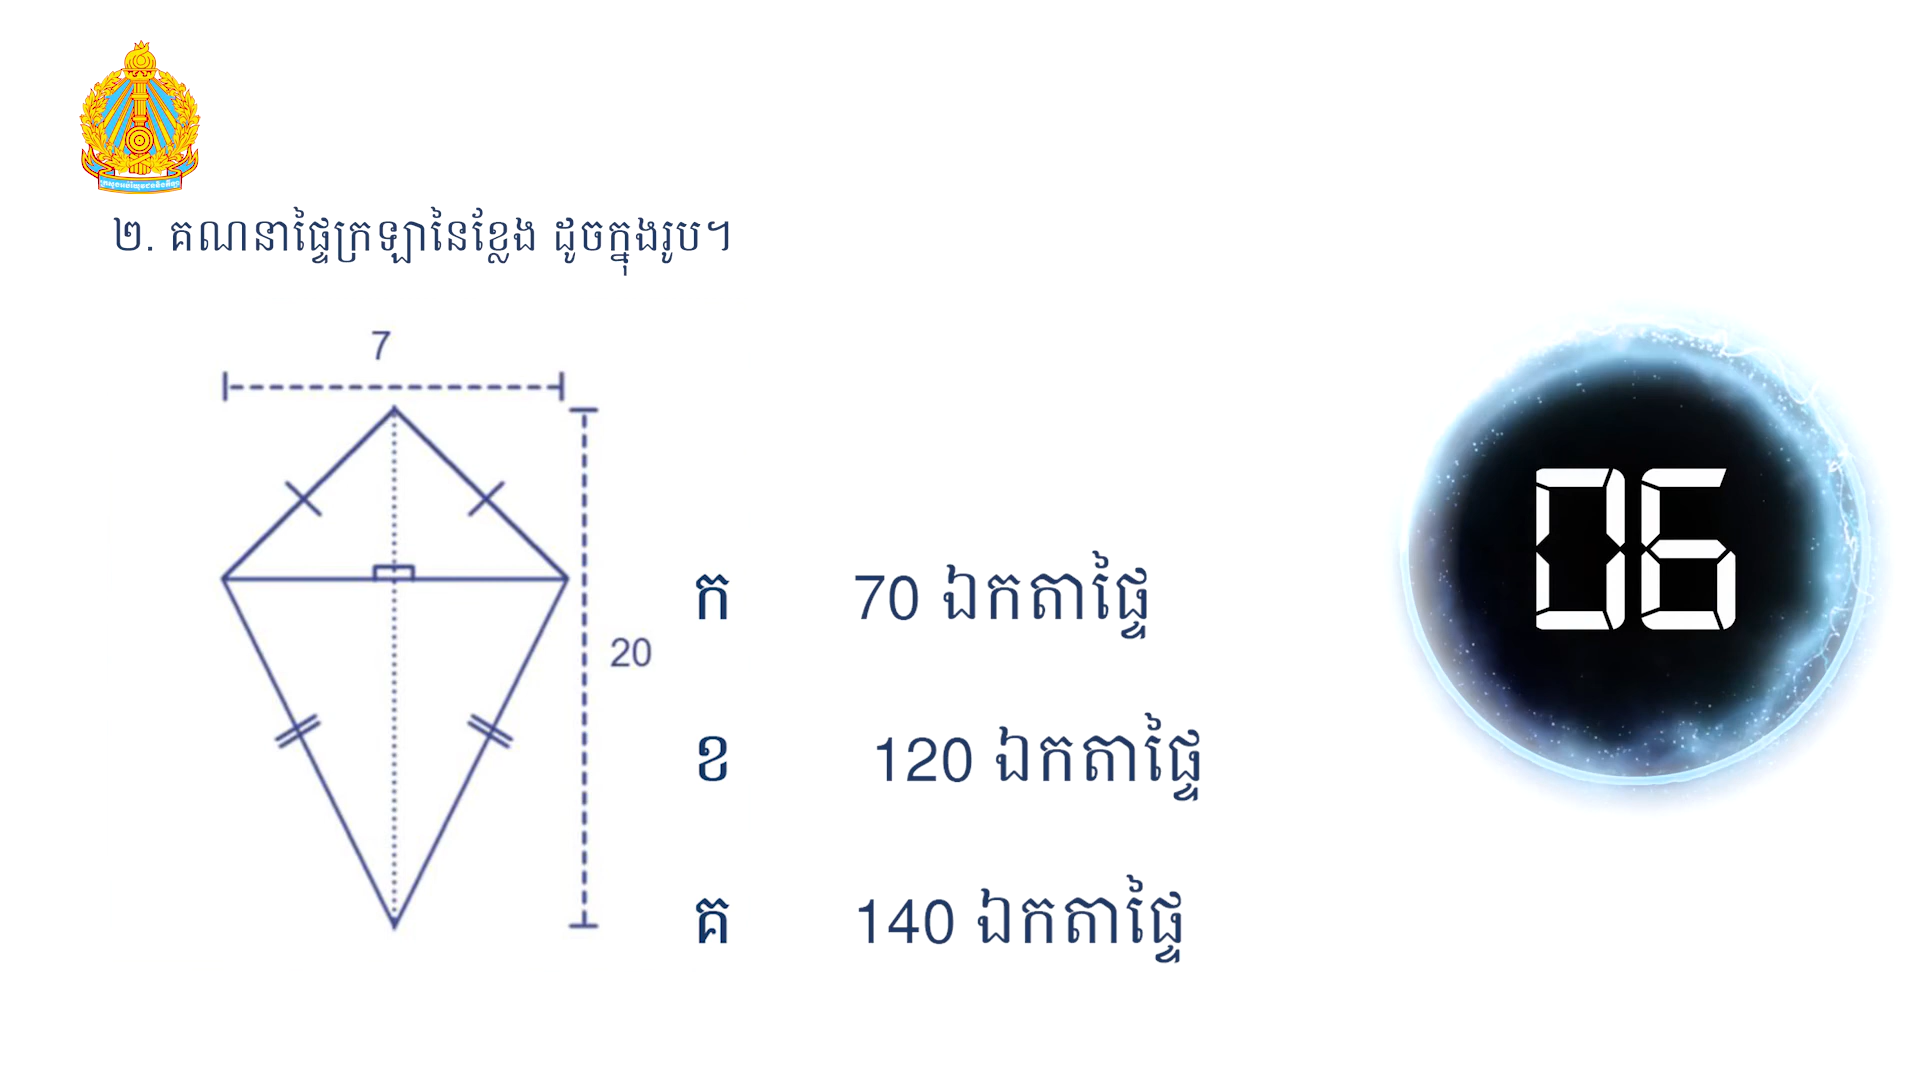 ២. គណនាផ្ទៃក្រឡានៃខ្លែង ដូចក្នុងរូប។
7
20
ក 70 ឯកតាផ្ទៃ
ខ 120 ឯកតាផ្ទៃ
គ 140 ឯកតាផ្ទៃ
06